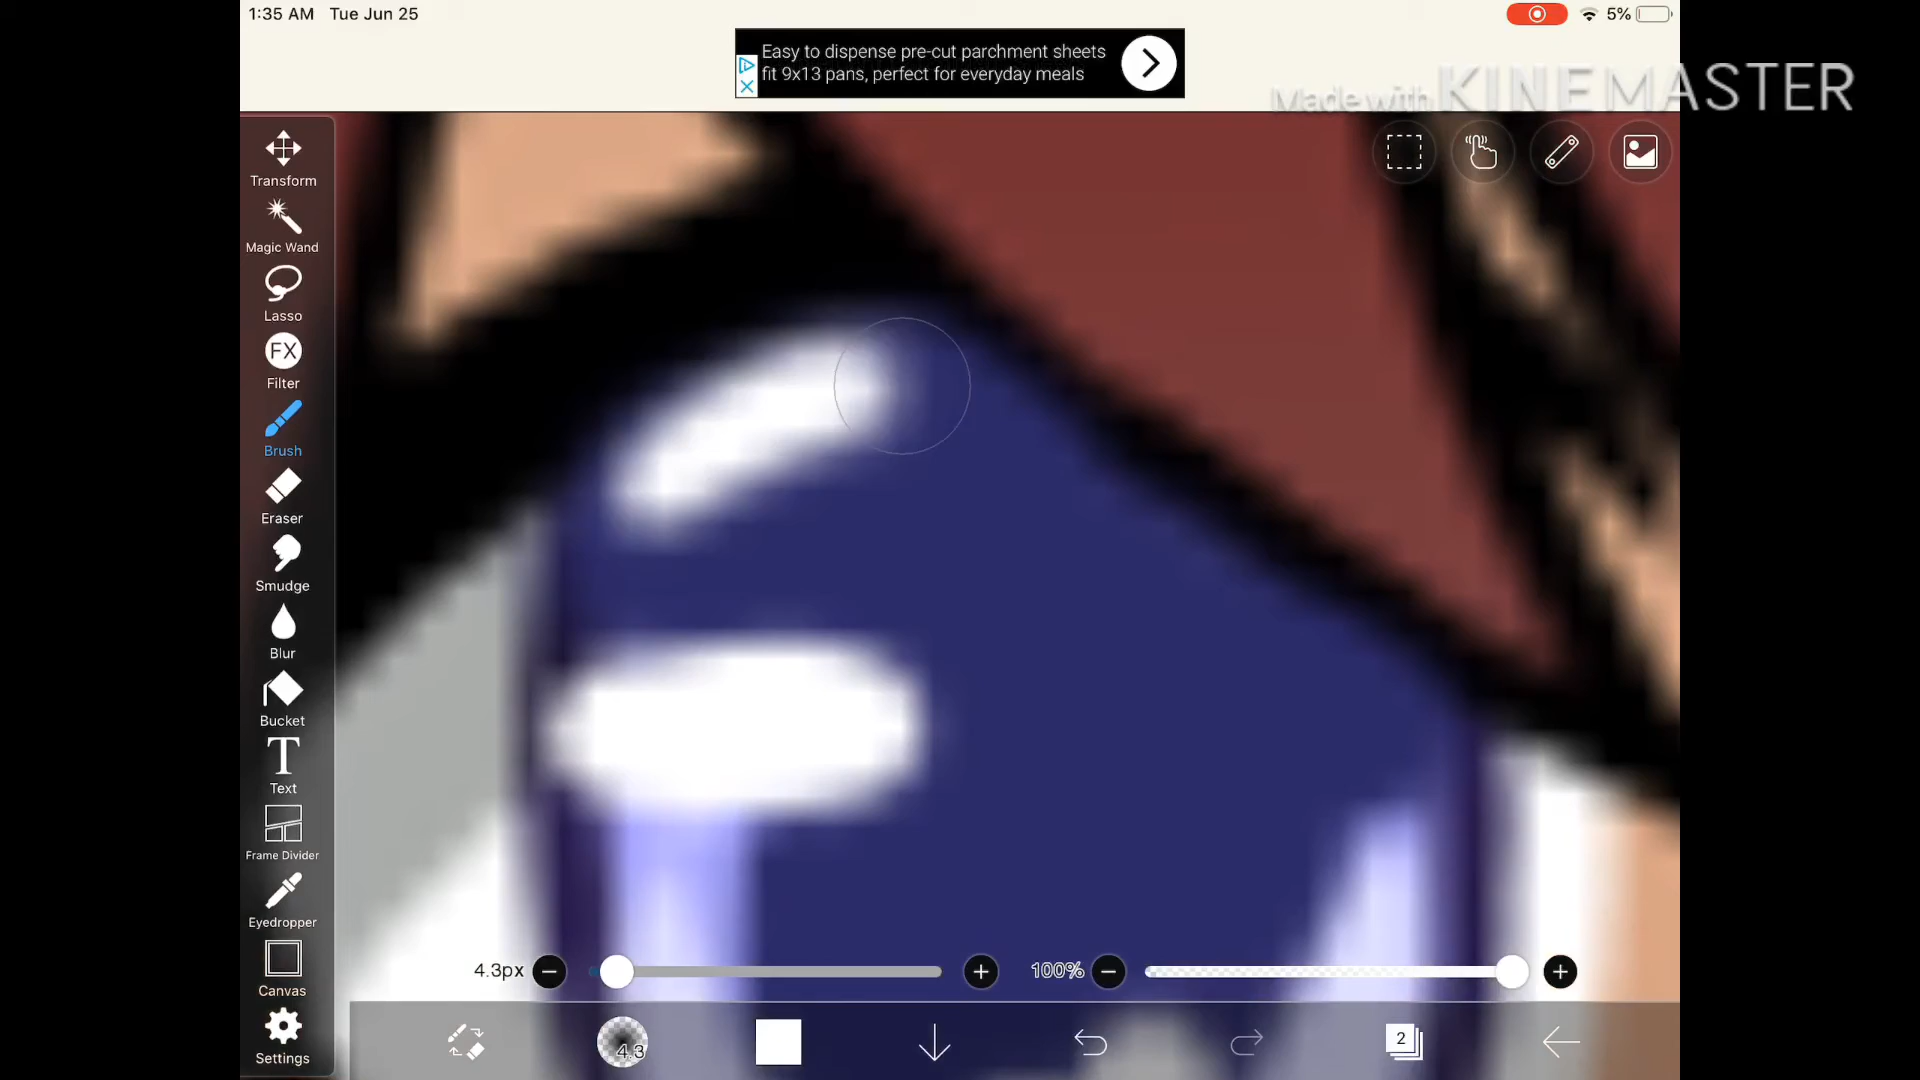 1:35 AM Tue Jun 25
5%
Easy to dispense pre-cut parchment sheets
fit 9x13 pans, perfect for everyday meals
Made with KINEMASTER
Transform
Magic Wand
Lasso
FX
Filter
Brush
Eraser
Smudge
Blur
Bucket
T
Text
Frame Divider
Eyedropper
Canvas
Settings
4.3px
100%
4.3
2